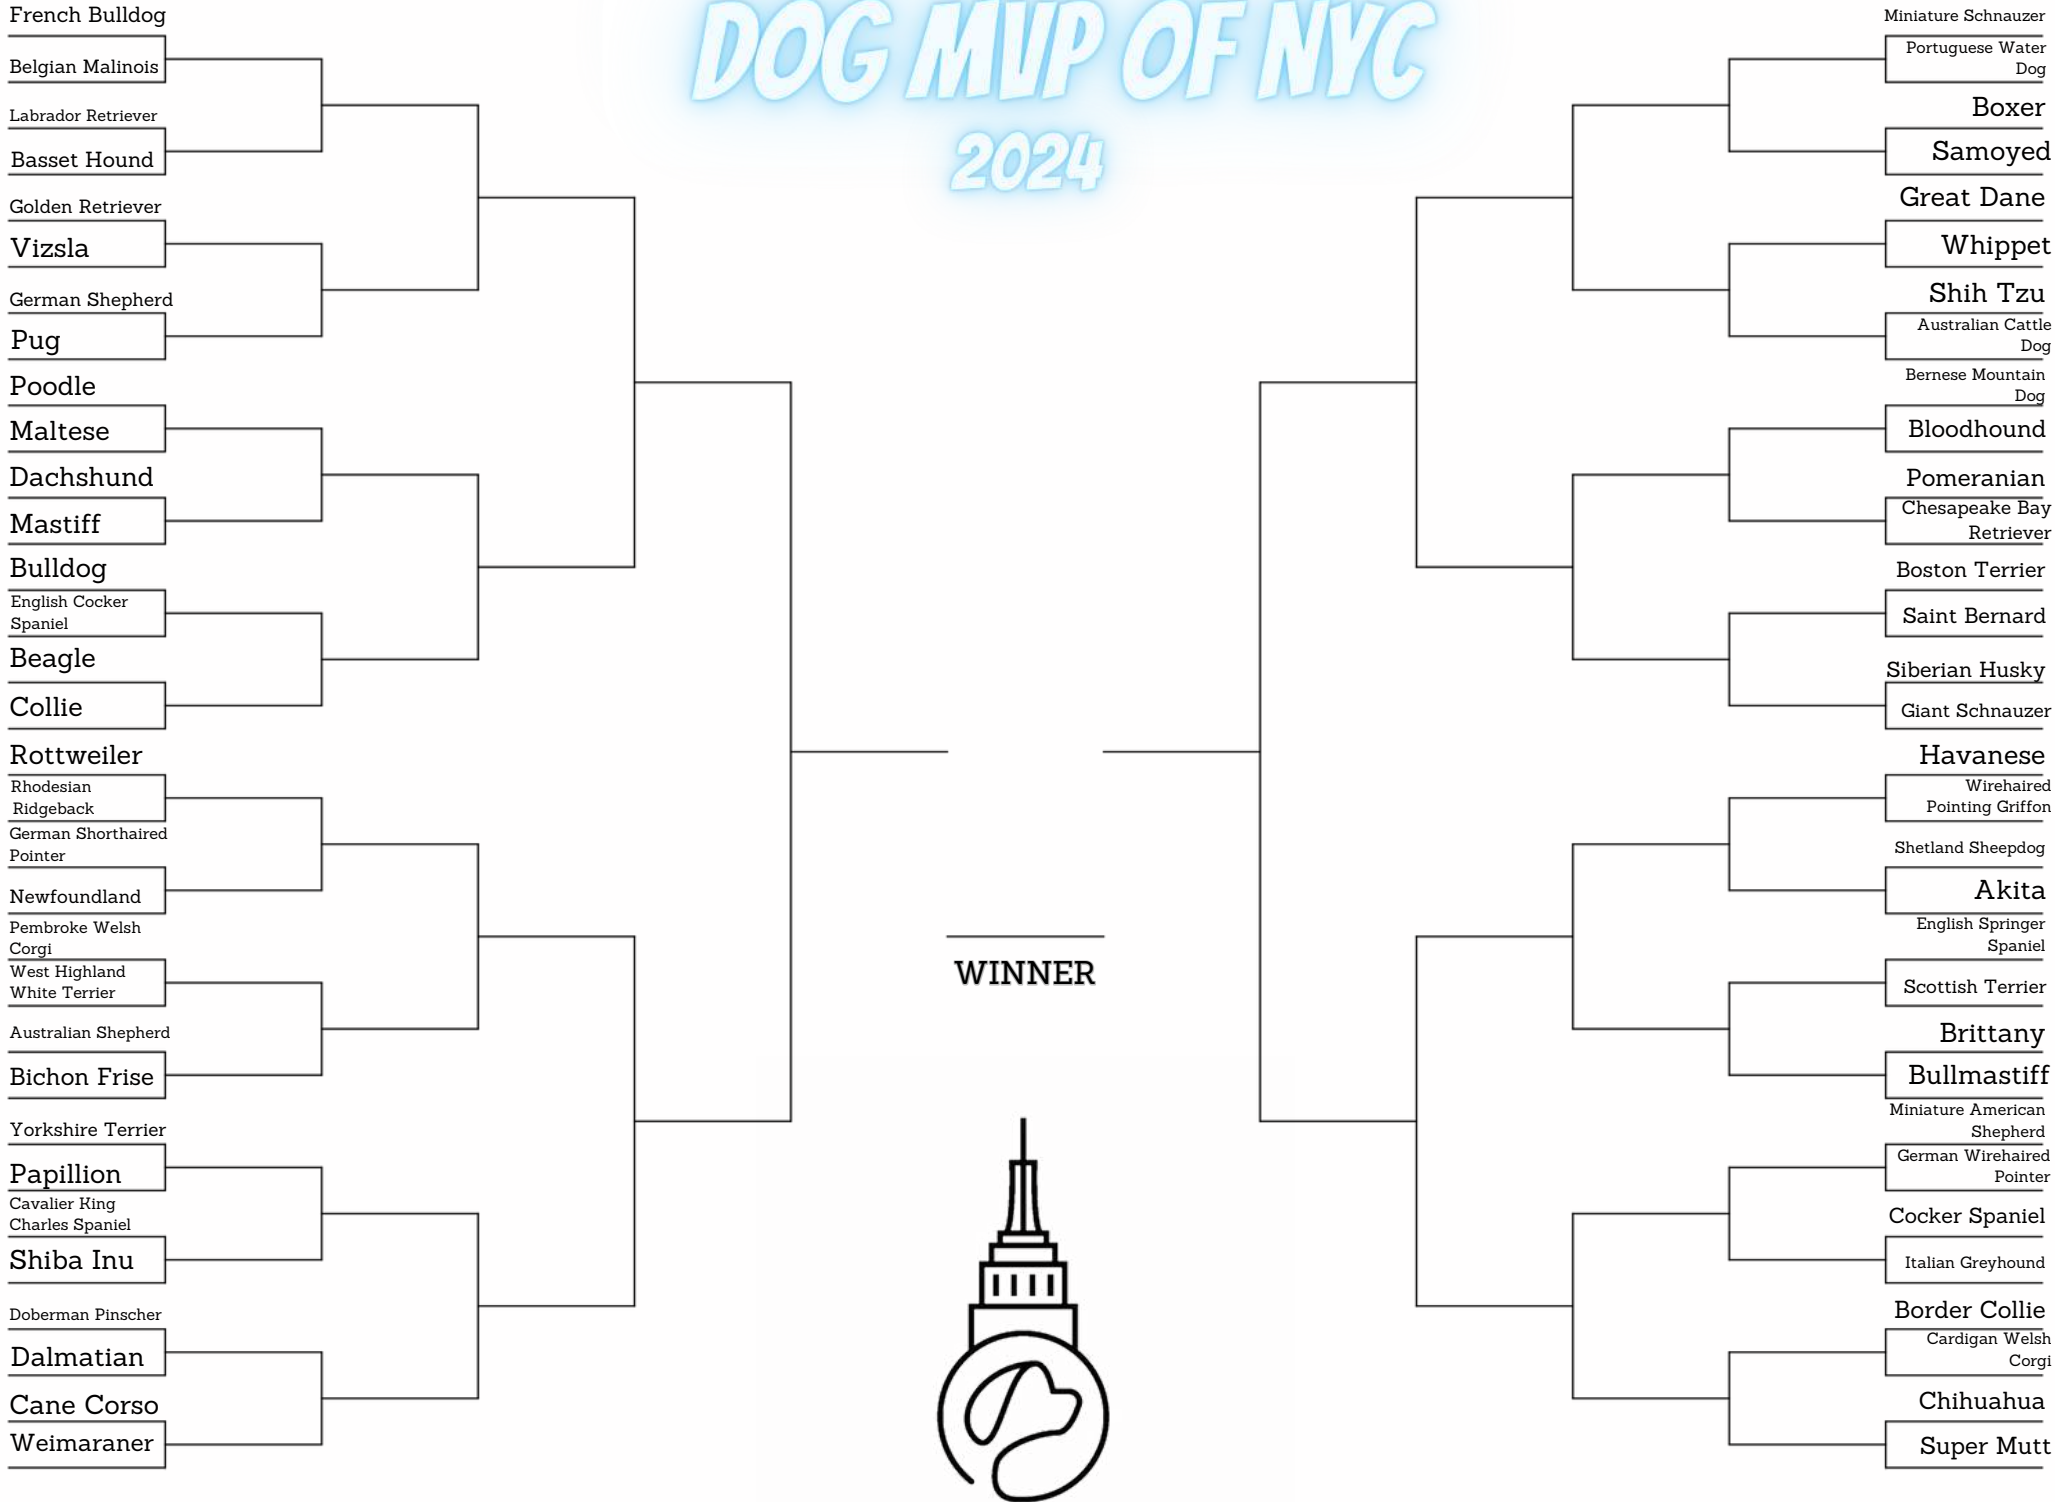 DOG MVP OF NYC
2024
French Bulldog
Belgian Malinois
Labrador Retriever
Basset Hound
Golden Retriever
Vizsla
German Shepherd
Pug
Poodle
Maltese
Dachshund
Mastiff
Bulldog
English Cocker
Spaniel
Beagle
Collie
Rottweiler
Rhodesian
Ridgeback
German Shorthaired
Pointer
Newfoundland
Pembroke Welsh
Corgi
West Highland
White Terrier
Australian Shepherd
Bichon Frise
Yorkshire Terrier
Papillion
Cavalier King
Charles Spaniel
Shiba Inu
Doberman Pinscher
Dalmatian
Cane Corso
Weimaraner
WINNER
Miniature Schnauzer
Portuguese Water
Dog
Boxer
Samoyed
Great Dane
Whippet
Shih Tzu
Australian Cattle
Dog
Bernese Mountain
Dog
Bloodhound
Pomeranian
Chesapeake Bay
Retriever
Boston Terrier
Saint Bernard
Siberian Husky
Giant Schnauzer
Havanese
Wirehaired
Pointing Griffon
Shetland Sheepdog
Akita
English Springer
Spaniel
Scottish Terrier
Brittany
Bullmastiff
Miniature American
Shepherd
German Wirehaired
Pointer
Cocker Spaniel
Italian Greyhound
Border Collie
Cardigan Welsh
Corgi
Chihuahua
Super Mutt